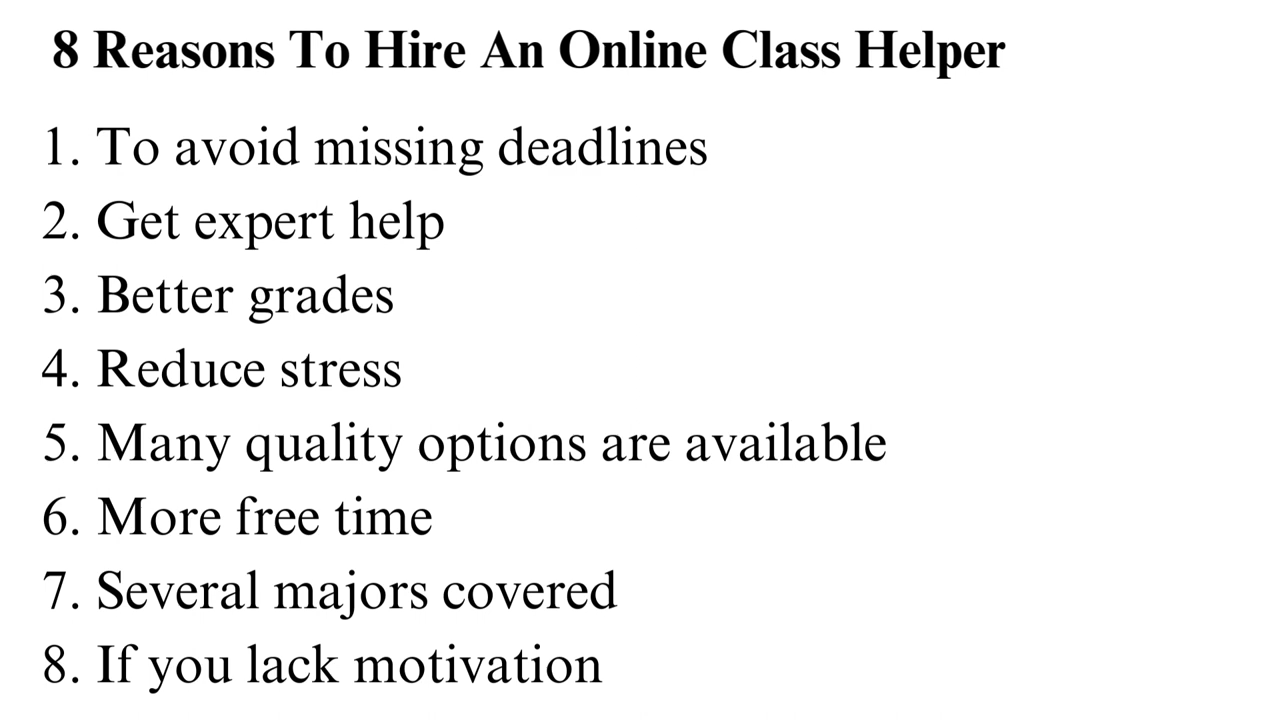 8 Reasons To Hire An Online Class Helper
1. To avoid missing deadlines
2. Get expert help
3. Better grades
4. Reduce stress
5. Many quality options are available
6. More free time
7. Several majors covered
8. If you lack motivation